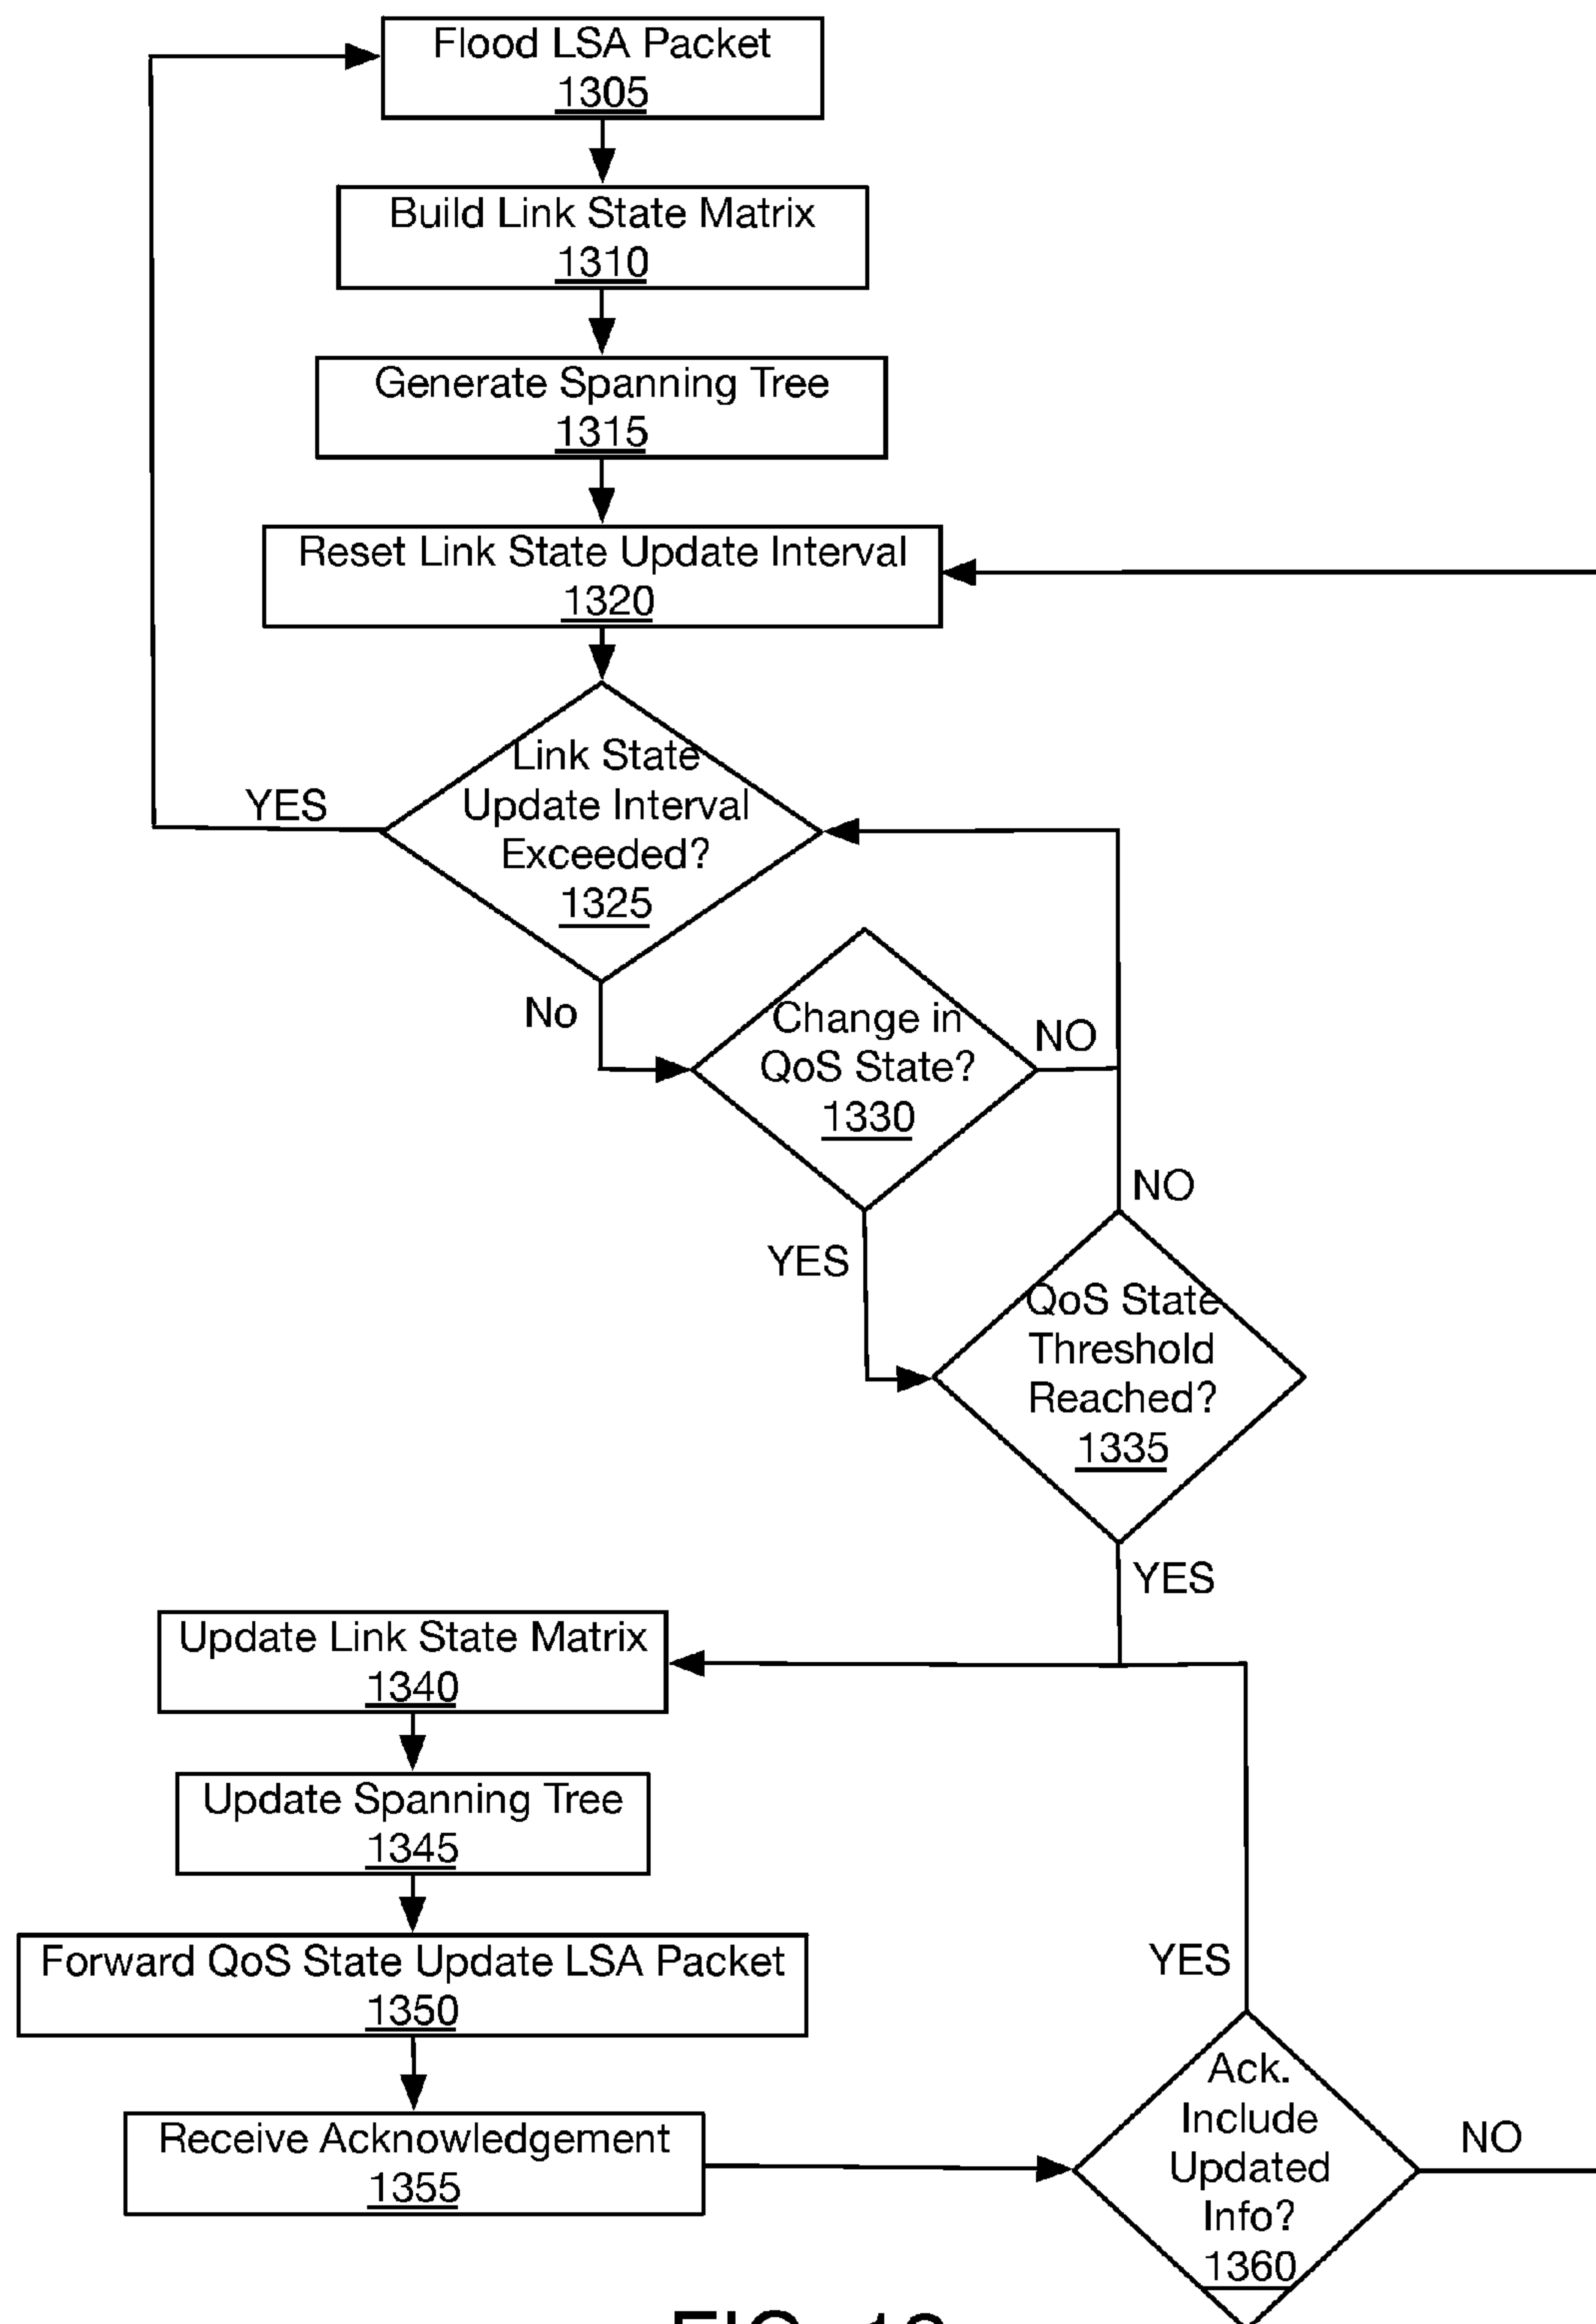 Flood LSA Packet
1305
Build Link State Matrix
1310
Generate Spanning Tree
1315
Reset Link State Update Interval
1320
Link State
Update Interval
Exceeded?
1325
YES
No
Change in
QoS State?
1330
NO
YES
NO
QoS State
Threshold
Reached?
1335
YES
Update Link State Matrix
1340
Update Spanning Tree
1345
Forward QoS State Update LSA Packet
1350
Receive Acknowledgement
1355
YES
Ack.
Include
Updated
Info?
1360
NO